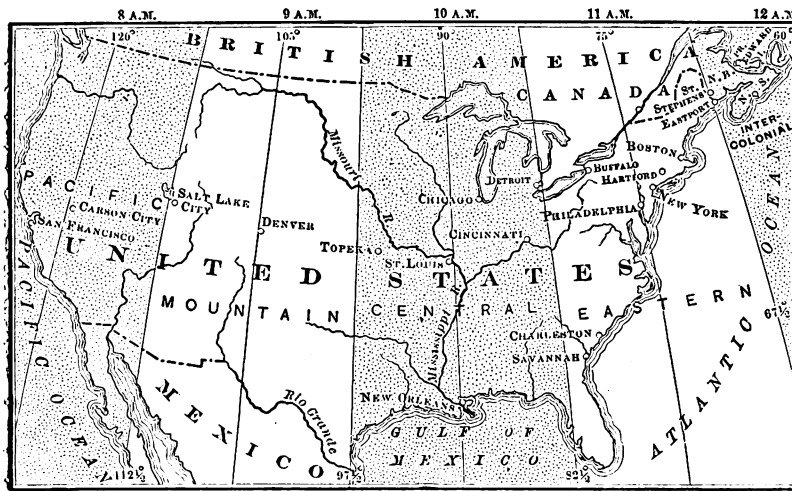 8 A.M. 9 A.M. 10 A.M. 11 A.M. 12 A.M.
120° 105 90 75 60°
BRITISH AMERICA
CANADA
PR. EDWARD
N.B.
N.S.
ST. STEPHENS
EASTPORT
INTER-COLONIAL
Missouri R.
BOSTON
BUFFALO
HARTFORD
DETROIT
NEW YORK
PHILADELPHIA
CHICAGO
PACIFIC
SALT LAKE CITY
CARSON CITY
SAN FRANCISCO
DENVER
TOPEKA
ST. LOUIS
CINCINNATI
UNITED STATES
MOUNTAIN
CENTRAL
EASTERN
67½
Mississippi R.
CHARLESTON
SAVANNAH
NEW ORLEANS
Rio Grande
MEXICO
GULF OF MEXICO
PACIFIC OCEAN
ATLANTIC OCEAN
112½° 97½ 82½°